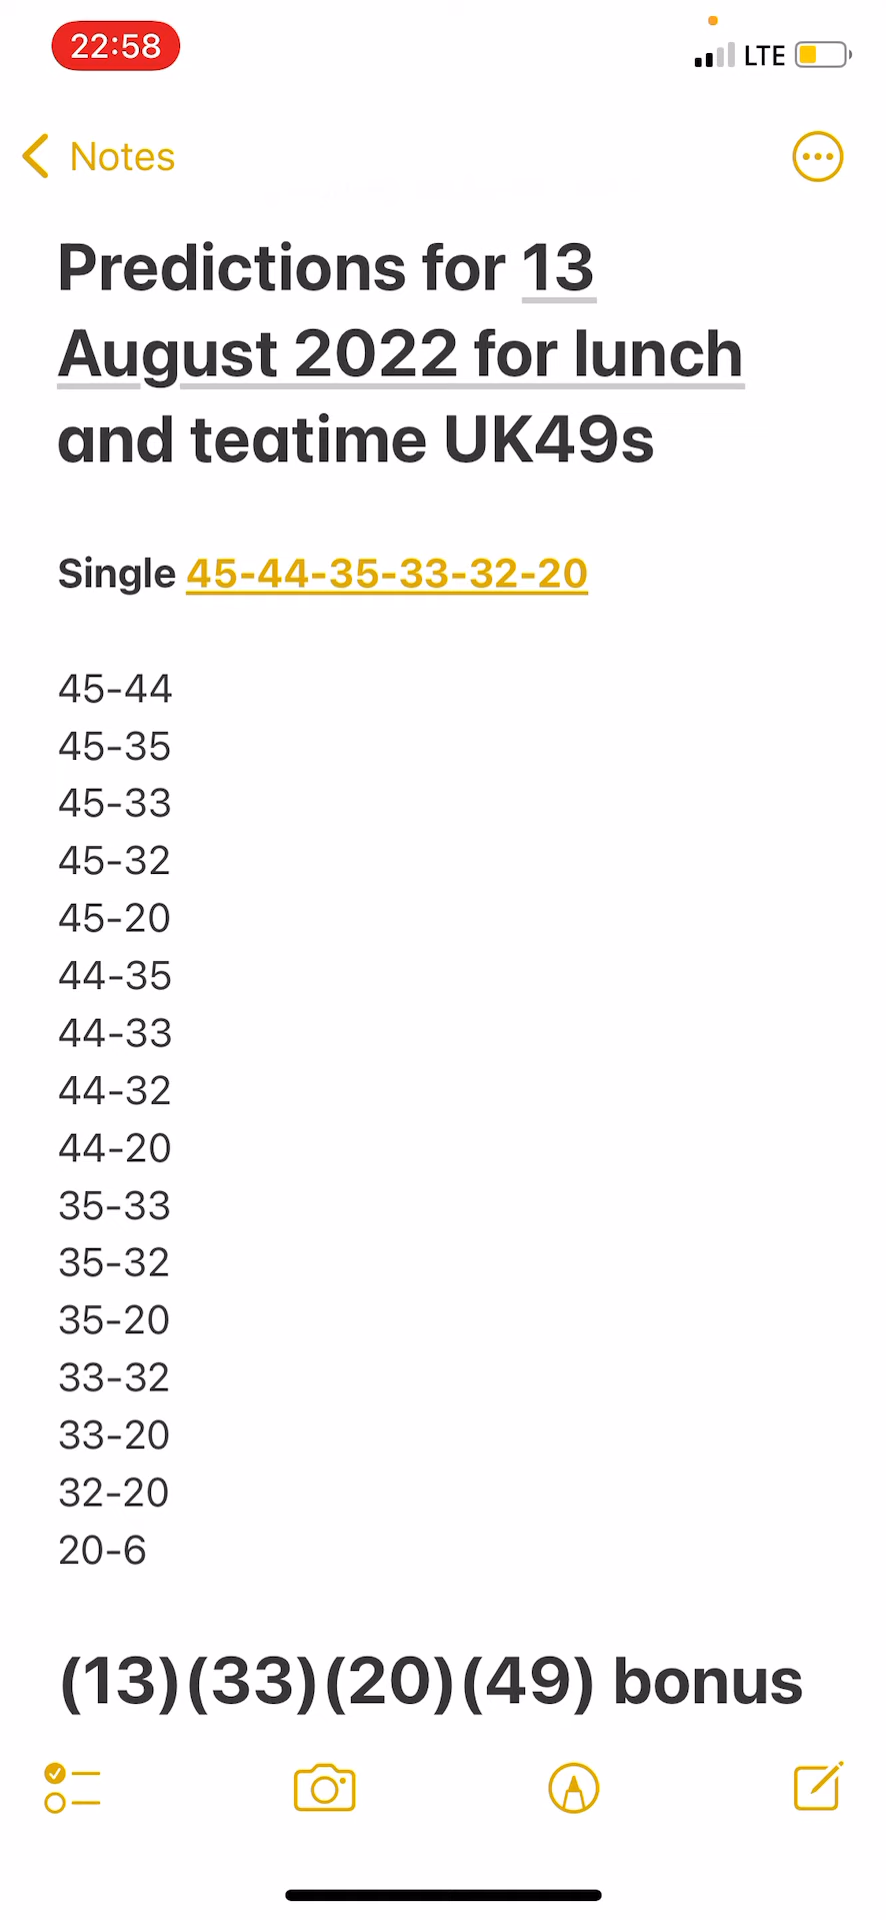 22:58
LTE
Notes
Predictions for 13
August 2022 for lunch
and teatime UK49s
Single 45-44-35-33-32-20
45-44
45-35
45-33
45-32
45-20
44-35
44-33
44-32
44-20
35-33
35-32
35-20
33-32
33-20
32-20
20-6
(13)(33)(20)(49) bonus